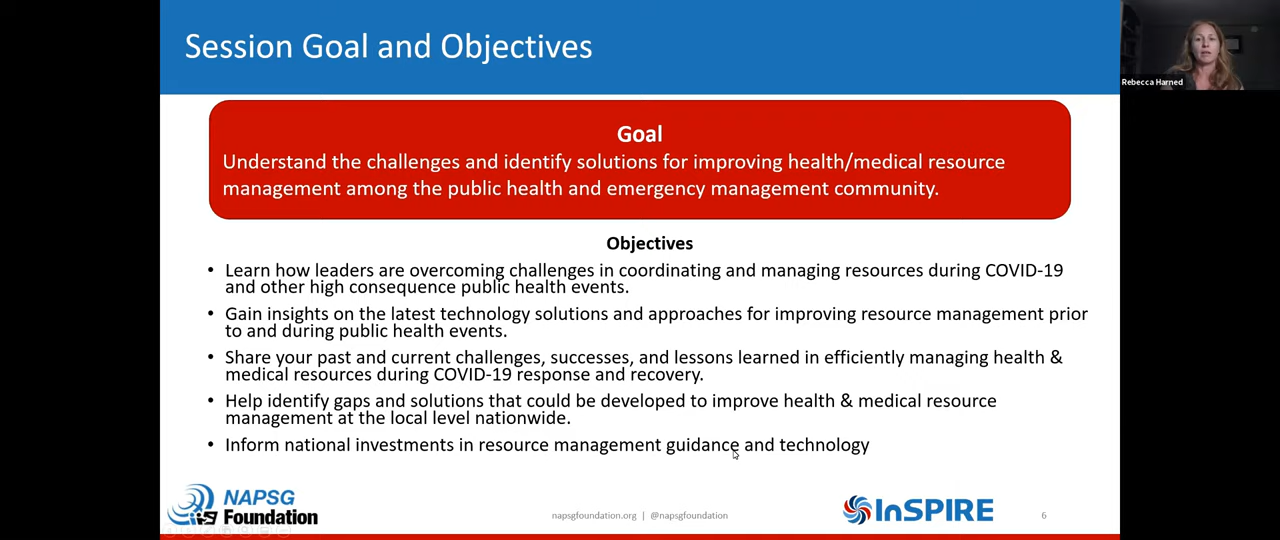 Session Goal and Objectives
Rebecca Harned
Goal
Understand the challenges and identify solutions for improving health/medical resource
management among the public health and emergency management community.
Objectives
• Learn how leaders are overcoming challenges in coordinating and managing resources during COVID-19
and other high consequence public health events.
• Gain insights on the latest technology solutions and approaches for improving resource management prior
to and during public health events.
• Share your past and current challenges, successes, and lessons learned in efficiently managing health &
medical resources during COVID-19 response and recovery.
• Help identify gaps and solutions that could be developed to improve health & medical resource
management at the local level nationwide.
• Inform national investments in resource management guidance and technology
NAPSG
Foundation
napsgfoundation.org | @napsgfoundation
InSPIRE
6